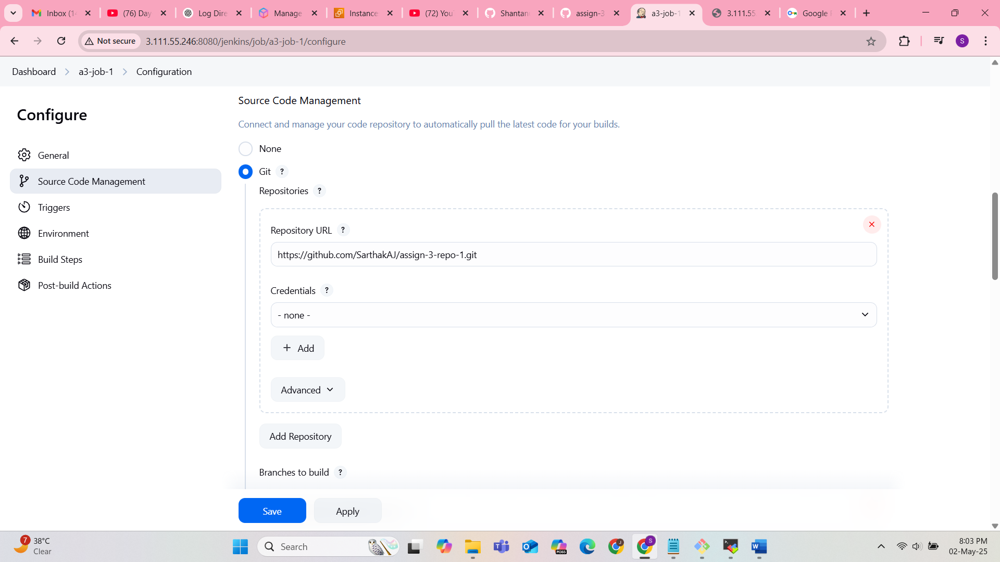 Inbox (14
(76) Day
Log Dire
Manage
Instance
(72) You
Shantan
assign-3
a3-job-1
3.111.55
Google
Not secure
3.111.55.246:8080/jenkins/job/a3-job-1/configure
S
Dashboard
a3-job-1
Configuration
Configure
General
Source Code Management
Triggers
Environment
Build Steps
Post-build Actions
Source Code Management
Connect and manage your code repository to automatically pull the latest code for your builds.
None
Git ?
Repositories ?
Repository URL ?
https://github.com/SarthakAJ/assign-3-repo-1.git
Credentials ?
- none -
+ Add
Advanced
Add Repository
Branches to build ?
Save
Apply
7
38°C
Clear
Search
M365
J
S
8:03 PM
02-May-25